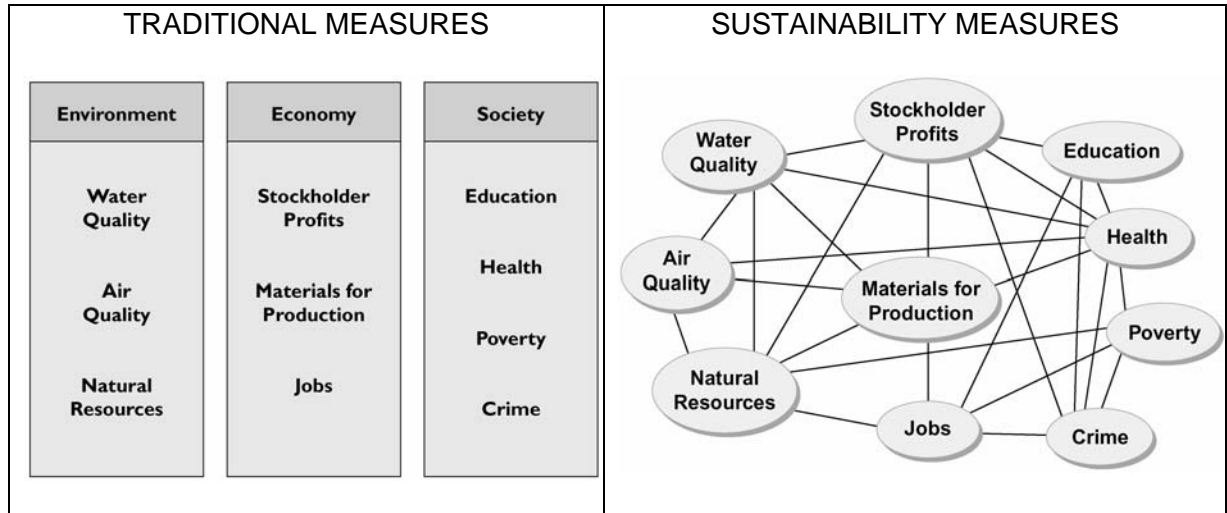 TRADITIONAL MEASURES
Environment
Water
Quality
Air
Quality
Natural
Resources
Economy
Stockholder
Profits
Materials for
Production
Jobs
Society
Education
Health
Poverty
Crime
SUSTAINABILITY MEASURES
Stockholder
Profits
Water
Quality
Education
Health
Air
Quality
Materials for
Production
Poverty
Natural
Resources
Jobs
Crime